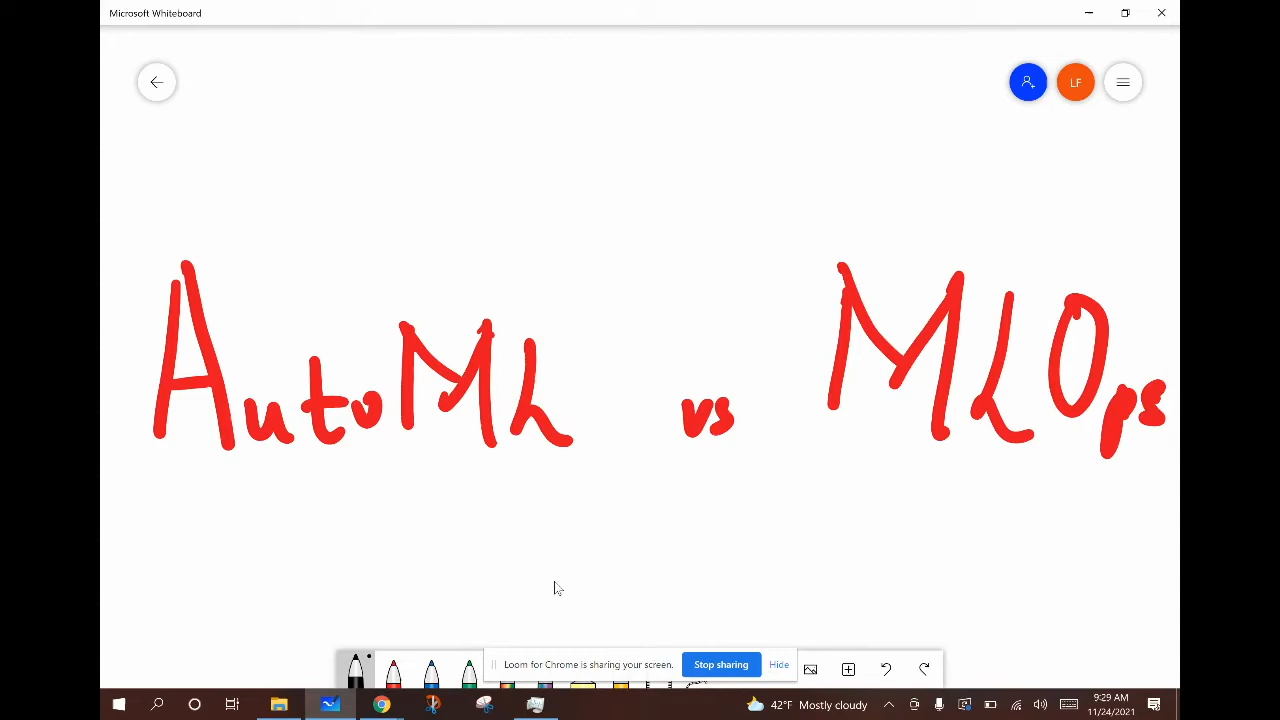 Microsoft Whiteboard
LF
AutoML vs MLOps
Loom for Chrome is sharing your screen. Stop sharing Hide
42°F Mostly cloudy
9:29 AM
11/24/2021